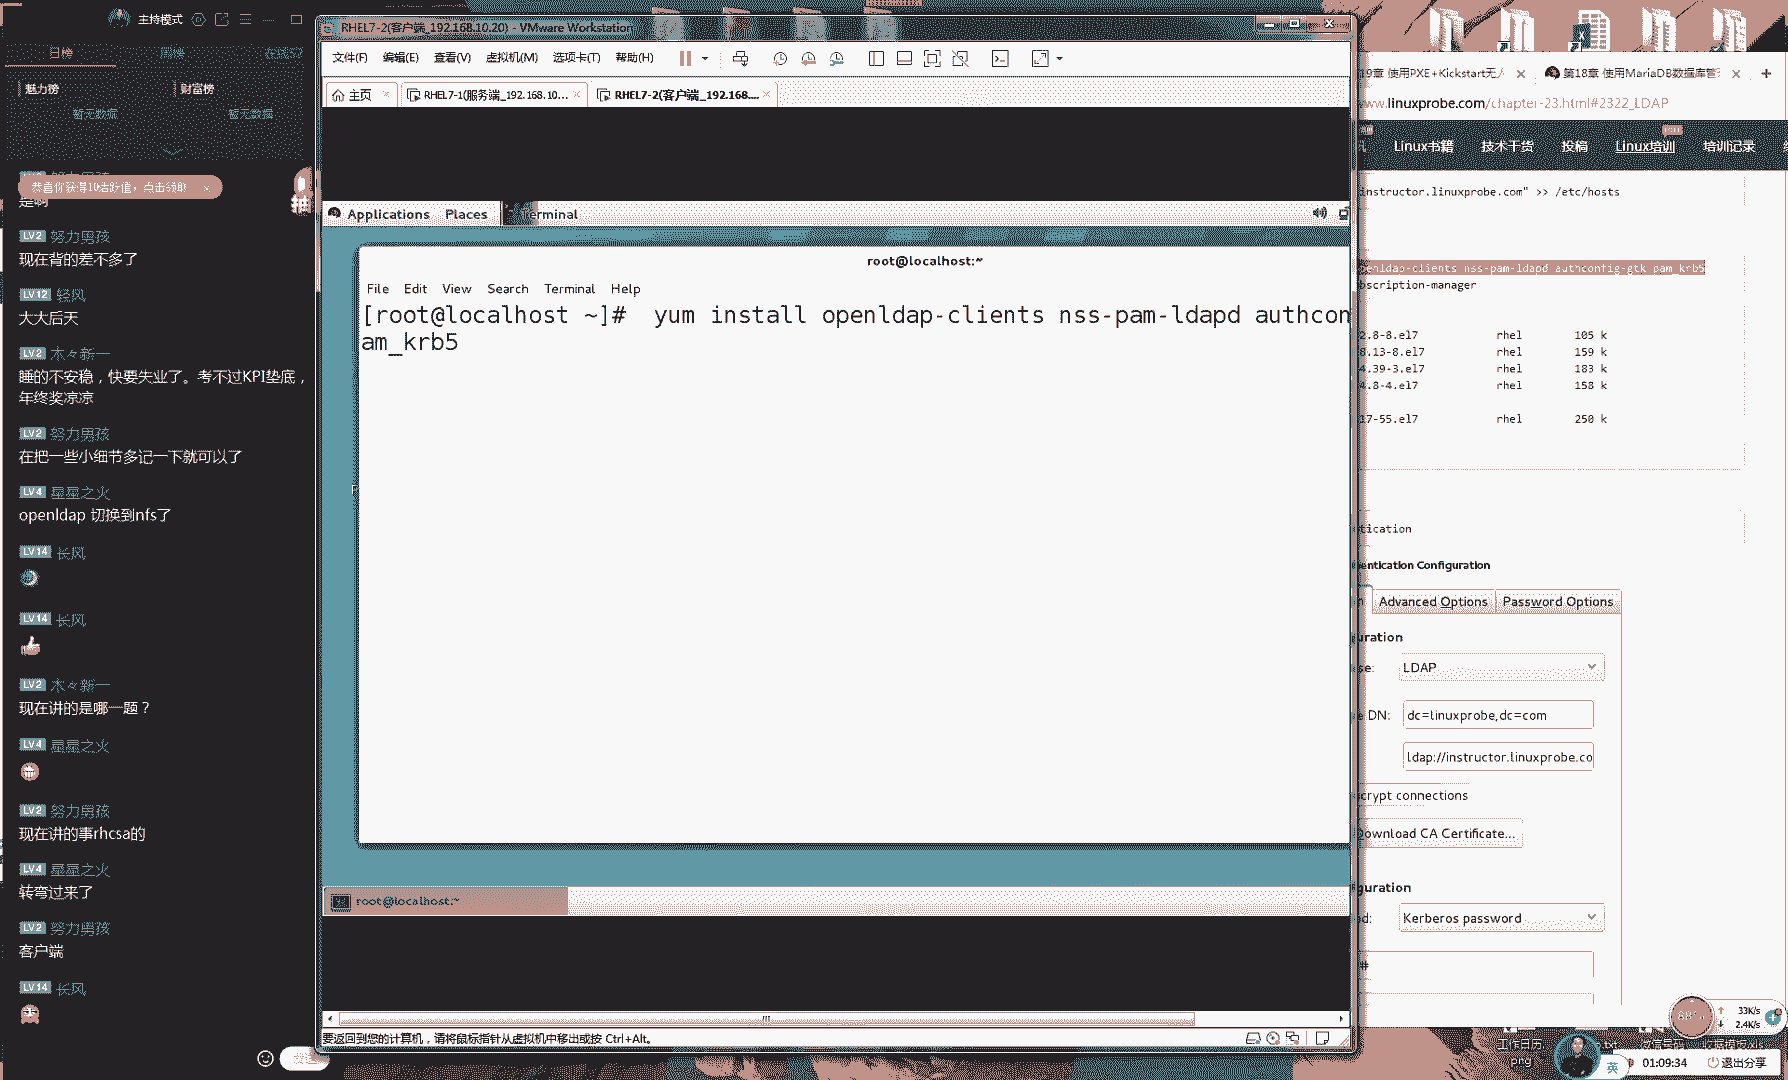 主持模式
日榜
周榜
魅力榜
财富榜
暂无数据
暂无数据
恭喜你获得10活跃值，点击领取
是啊
LV2 努力男孩
现在背的差不多了
LV12 轻风
大大后天
LV2 木々新一
睡的不安稳，快要失业了。考不过KPI垫底，
年终奖凉凉
LV2 努力男孩
在把一些小细节多记一下就可以了
LV4 星星之火
openldap 切换到nfs了
LV14 长风
LV14 长风
LV2 木々新一
现在讲的是哪一题？
LV4 星星之火
LV2 努力男孩
现在讲的事rhcsa的
LV4 星星之火
转弯过来了
LV2 努力男孩
客户端
LV14 长风
RHEL7-2(客户端_192.168.10.20) - VMware Workstation
文件(F) 编辑(E) 查看(V) 虚拟机(M) 选项卡(T) 帮助(H)
主页 RHEL7-1(服务端_192.168.10... RHEL7-2(客户端_192.168....
Applications Places Terminal
root@localhost:~
File Edit View Search Terminal Help
[root@localhost ~]# yum install openldap-clients nss-pam-ldapd authcon
am_krb5
root@localhost:~
要返回到您的计算机，请将鼠标指针从虚拟机中移出或按 Ctrl+Alt。
19章 使用PXE+Kickstart无人 第18章 使用MariaDB数据库管
ww.linuxprobe.com/chapter-23.html#2322_LDAP
Linux书籍 技术干货 投稿 Linux培训 培训记录
instructor.linuxprobe.com" >> /etc/hosts
penldap-clients nss-pam-ldapd authconfig-gtk pam_krb5
bscription-manager
2.8-8.el7 rhel 105 k
8.13-8.el7 rhel 159 k
4.39-3.el7 rhel 183 k
4.8-4.el7 rhel 158 k
17-55.el7 rhel 250 k
tication
entication Configuration
Advanced Options Password Options
uration
se: LDAP
e DN: dc=linuxprobe,dc=com
ldap://instructor.linuxprobe.co
crypt connections
Download CA Certificate...
guration
od: Kerberos password
#
33K/s
2.4K/s
工作日历
.png
英
01:09:34
退出分享